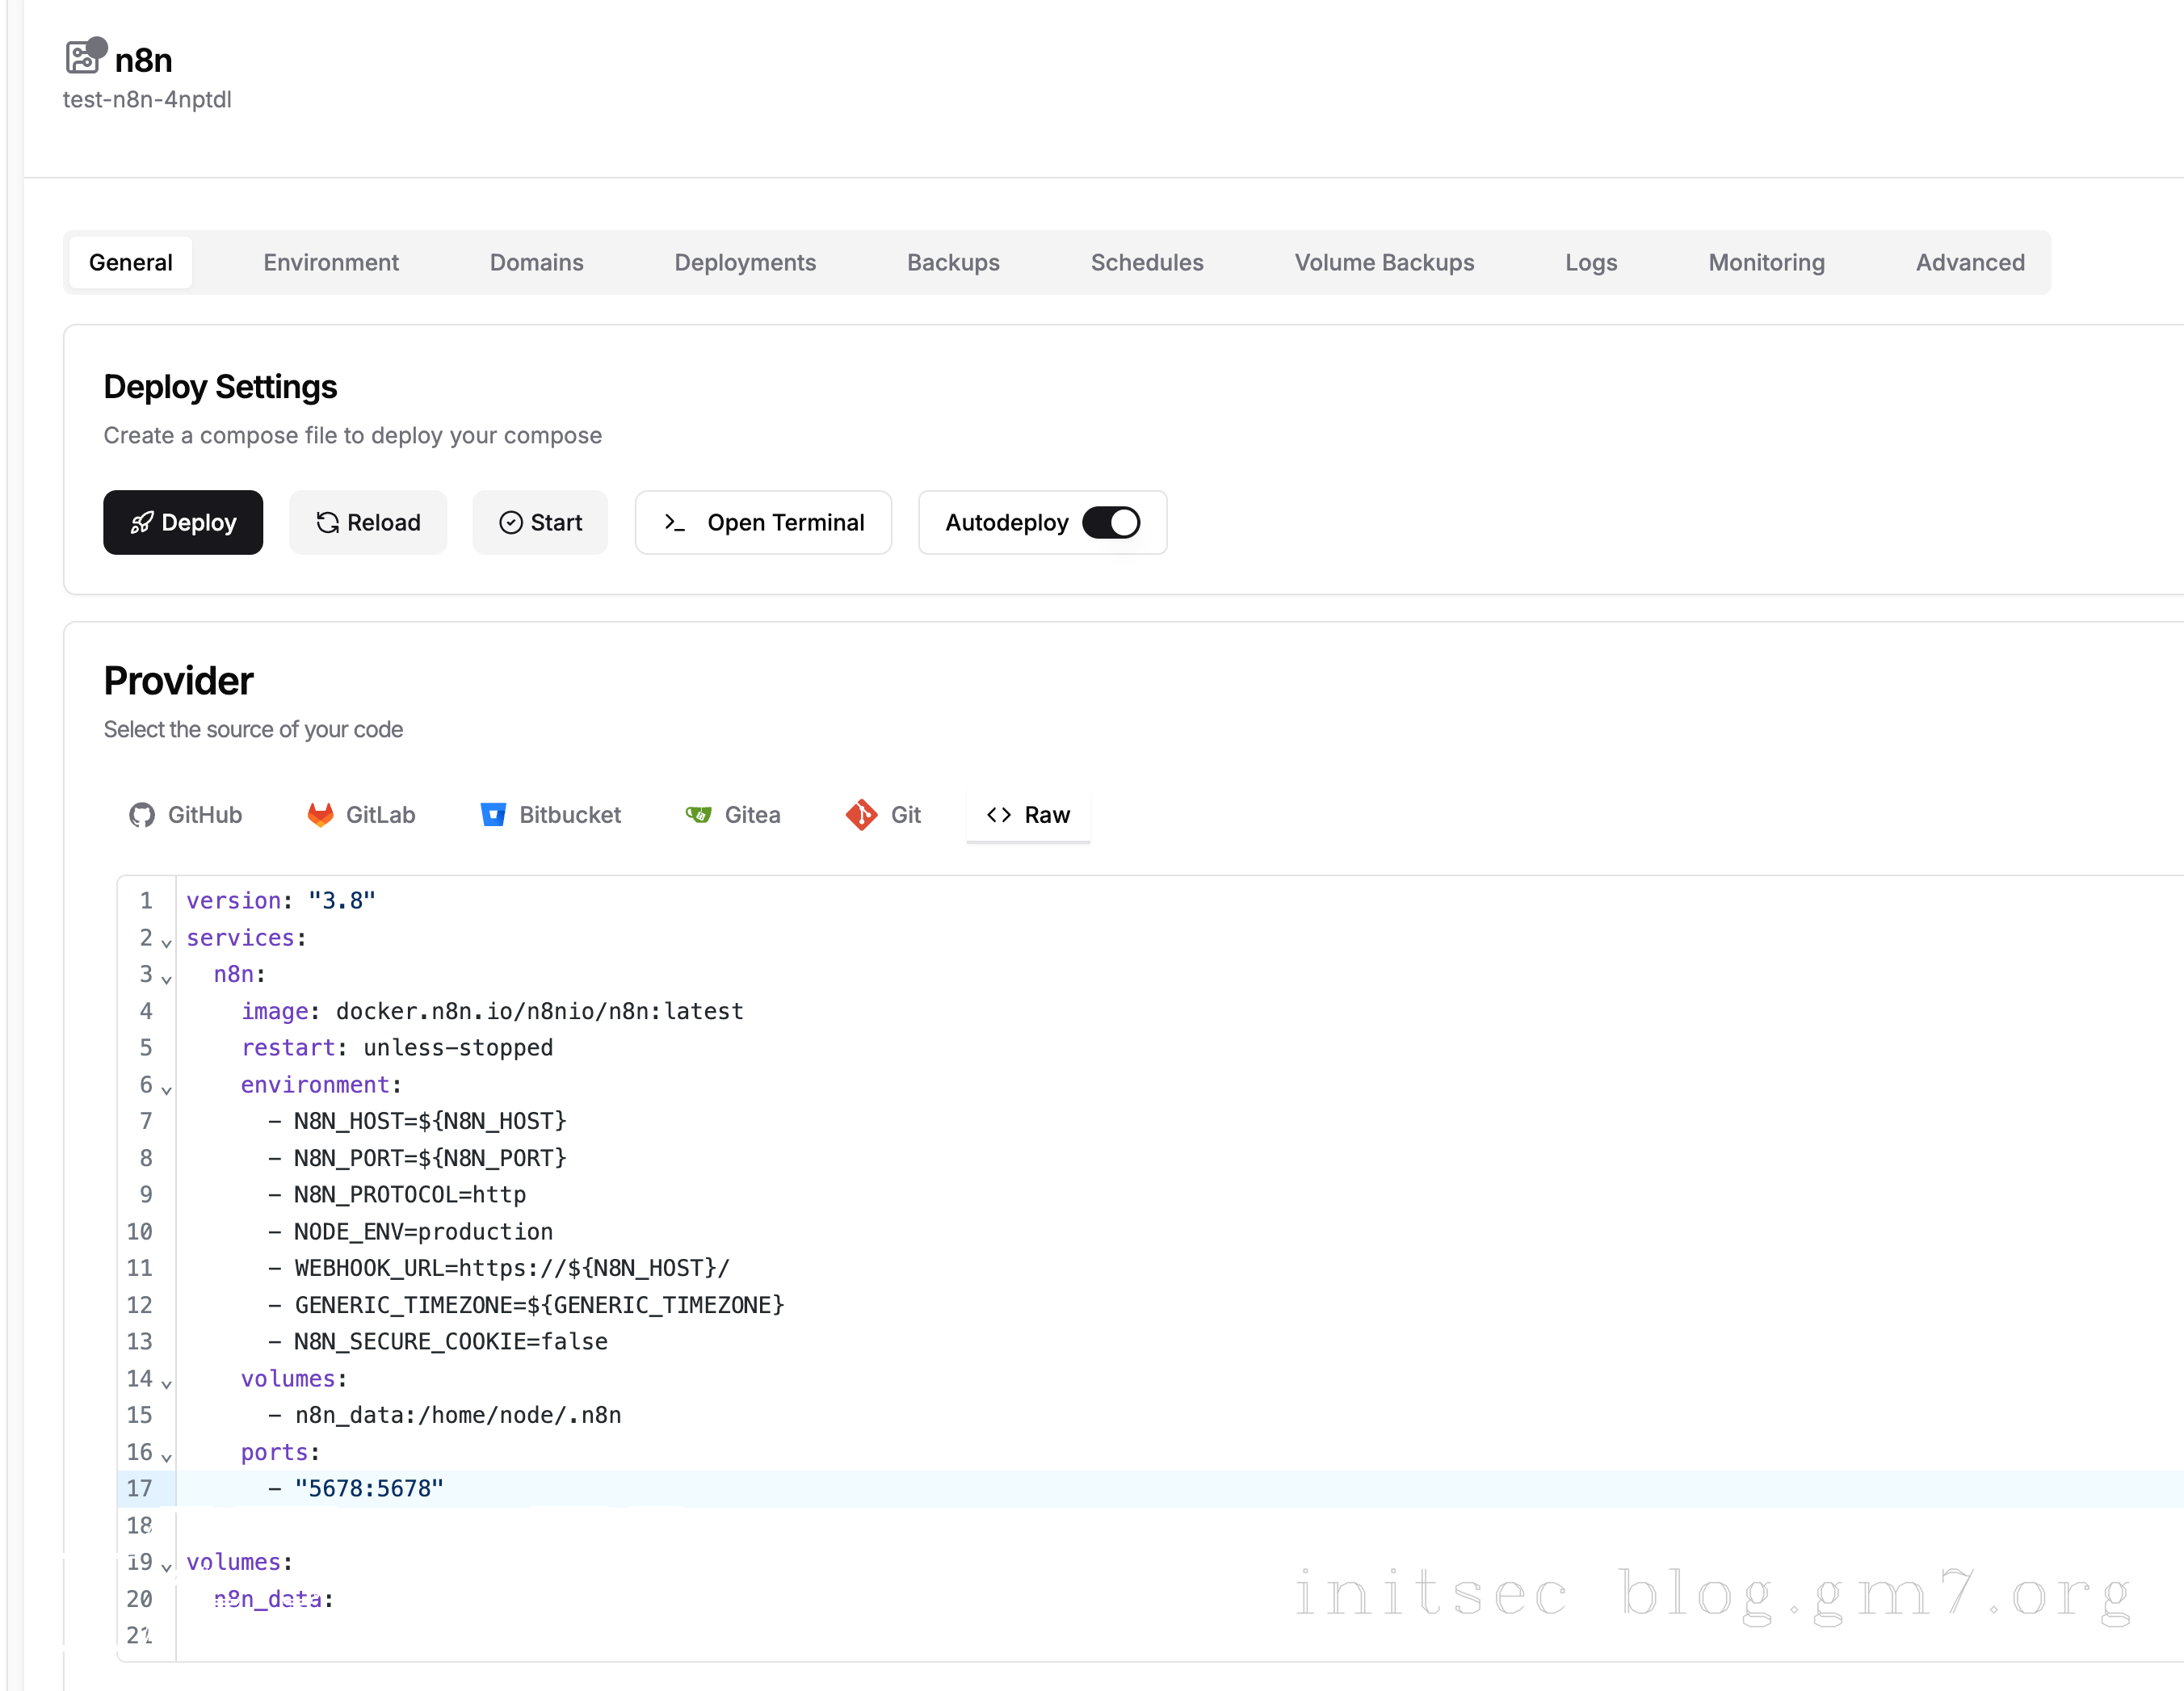 n8n
test-n8n-4nptdl
General Environment Domains Deployments Backups Schedules Volume Backups Logs Monitoring Advanced
Deploy Settings
Create a compose file to deploy your compose
Deploy Reload Start >_ Open Terminal Autodeploy
Provider
Select the source of your code
GitHub GitLab Bitbucket Gitea Git <> Raw
1 version: "3.8"
2 services:
3   n8n:
4     image: docker.n8n.io/n8nio/n8n:latest
5     restart: unless-stopped
6     environment:
7       - N8N_HOST=${N8N_HOST}
8       - N8N_PORT=${N8N_PORT}
9       - N8N_PROTOCOL=http
10       - NODE_ENV=production
11       - WEBHOOK_URL=https://${N8N_HOST}/
12       - GENERIC_TIMEZONE=${GENERIC_TIMEZONE}
13       - N8N_SECURE_COOKIE=false
14     volumes:
15       - n8n_data:/home/node/.n8n
16     ports:
17       - "5678:5678"
18
19 volumes:
20   n8n_data:
21
initsec blog.gm7.org